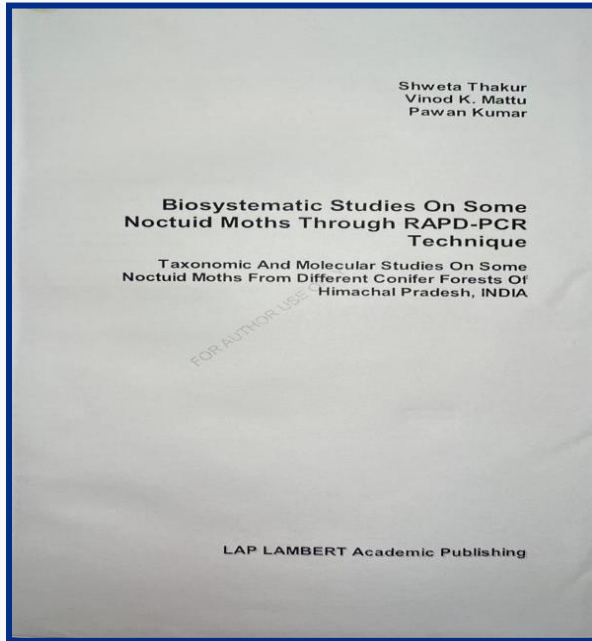 Shweta Thakur
Vinod K. Mattu
Pawan Kumar
Biosystematic Studies On Some
Noctuid Moths Through RAPD-PCR
Technique
Taxonomic And Molecular Studies On Some
Noctuid Moths From Different Conifer Forests Of
Himachal Pradesh, INDIA
FOR AUTHOR USE
LAP LAMBERT Academic Publishing